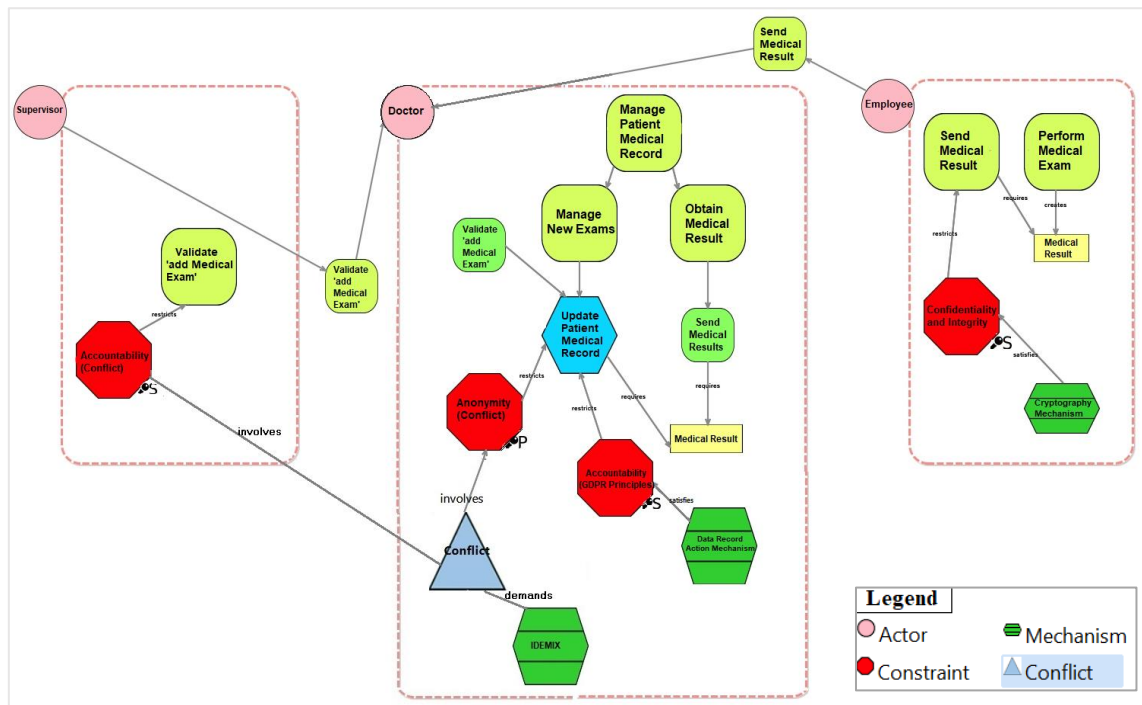 Send
Medical
Result
Supervisor
Doctor
Employee
Manage
Patient
Medical
Record
Send
Medical
Result
Perform
Medical
Exam
Manage
New Exams
Obtain
Medical
Result
requires
creates
Validate
'add
Medical
Exam'
Medical
Result
restricts
Validate
'add Medical
Exam'
Validate
'add
Medical
Exam'
restricts
Update
Patient
Medical
Record
Send
Medical
Results
Confidentiality
and Integrity
S
satisfies
Accountability
(Conflict)
S
restricts
requires
requires
Cryptography
Mechanism
Anonymity
(Conflict)
P
restricts
Medical Result
involves
Accountability
(GDPR Principles)
S
satisfies
involves
Data Record
Action Mechanism
Conflict
demands
IDEMIX
Legend
Actor
Mechanism
Constraint
Conflict